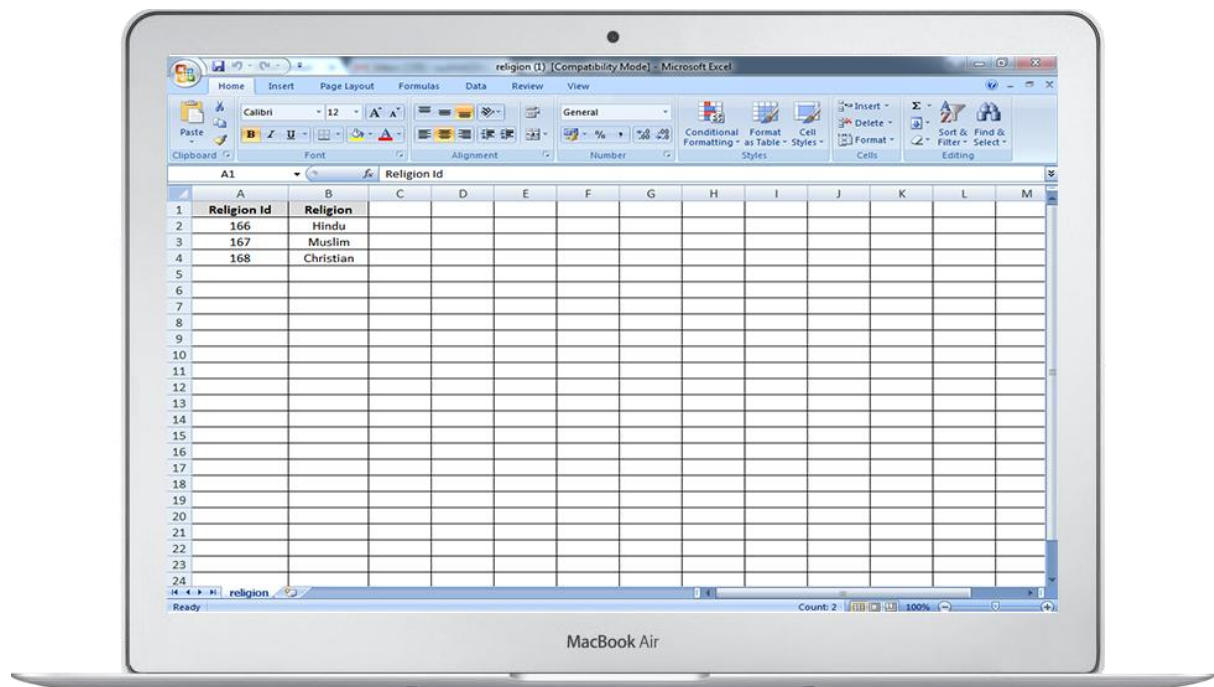 religion (1) [Compatibility Mode] - Microsoft Excel
Home Insert Page Layout Formulas Data Review View
Calibri 12 A A General Insert Σ
Paste Delete
B I U A % , Conditional Format Cell Format Sort & Find &
Formatting as Table Styles Filter Select
Clipboard Font Alignment Number Styles Cells Editing
A1 fx Religion Id
A B C D E F G H I J K L M
1 Religion Id Religion
2 166 Hindu
3 167 Muslim
4 168 Christian
5
6
7
8
9
10
11
12
13
14
15
16
17
18
19
20
21
22
23
24
religion
Ready Count: 2 100%
MacBook Air